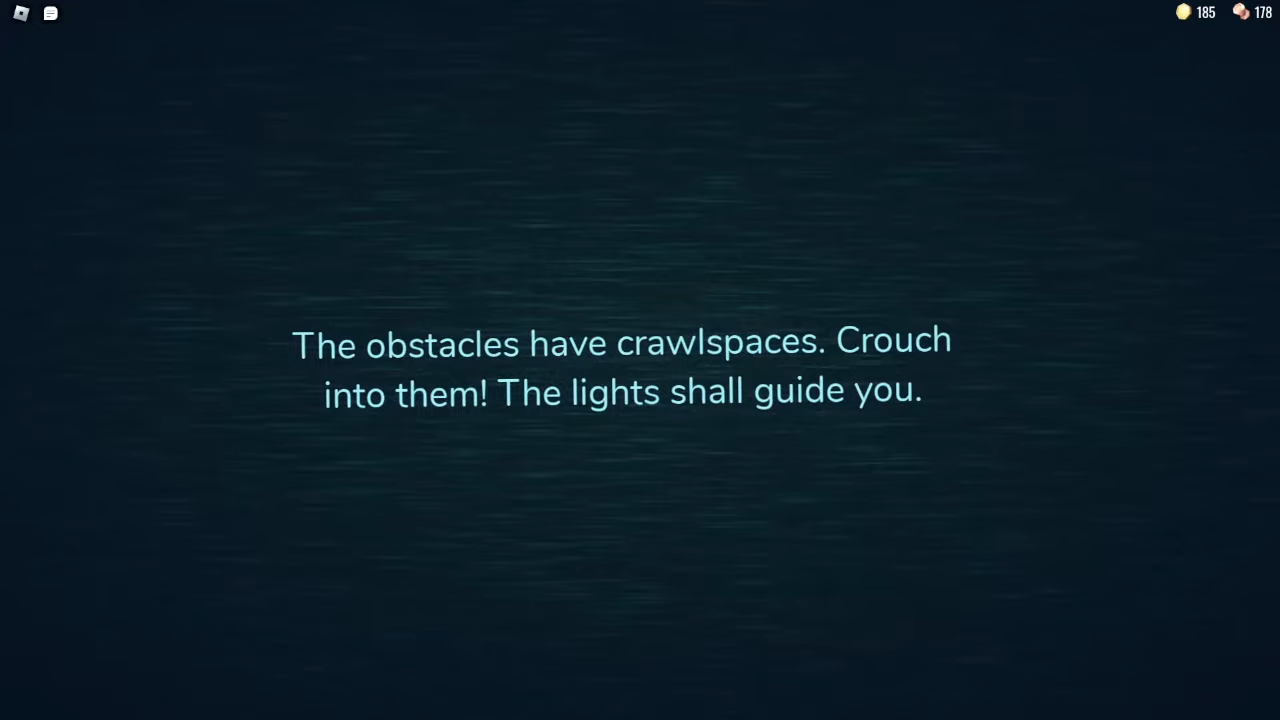 185 178
The obstacles have crawlspaces. Crouch
into them! The lights shall guide you.